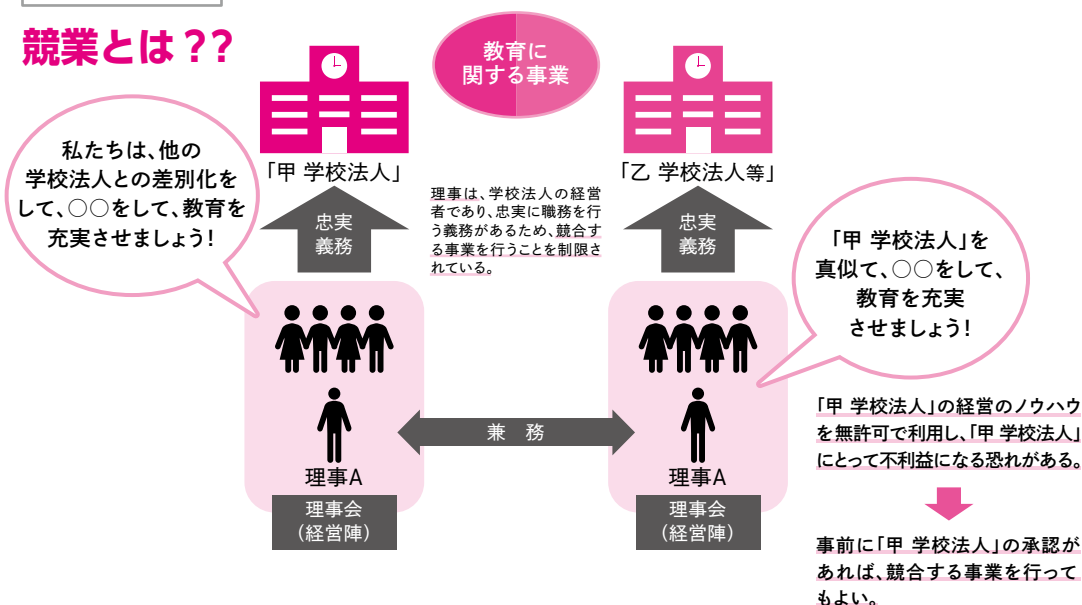 競業とは??
教育に
関する事業
私たちは、他の
学校法人との差別化を
して、○○をして、教育を
充実させましょう!
「甲 学校法人」
「乙 学校法人等」
忠実
義務
理事は、学校法人の経営
者であり、忠実に職務を行
う義務があるため、競合す
る事業を行うことを制限さ
れている。
忠実
義務
「甲 学校法人」を
真似て、○○をして、
教育を充実
させましょう!
兼 務
理事A
理事会
(経営陣)
理事A
理事会
(経営陣)
「甲 学校法人」の経営のノウハウ
を無許可で利用し、「甲 学校法人」
にとって不利益になる恐れがある。
事前に「甲 学校法人」の承認が
あれば、競合する事業を行って
もよい。